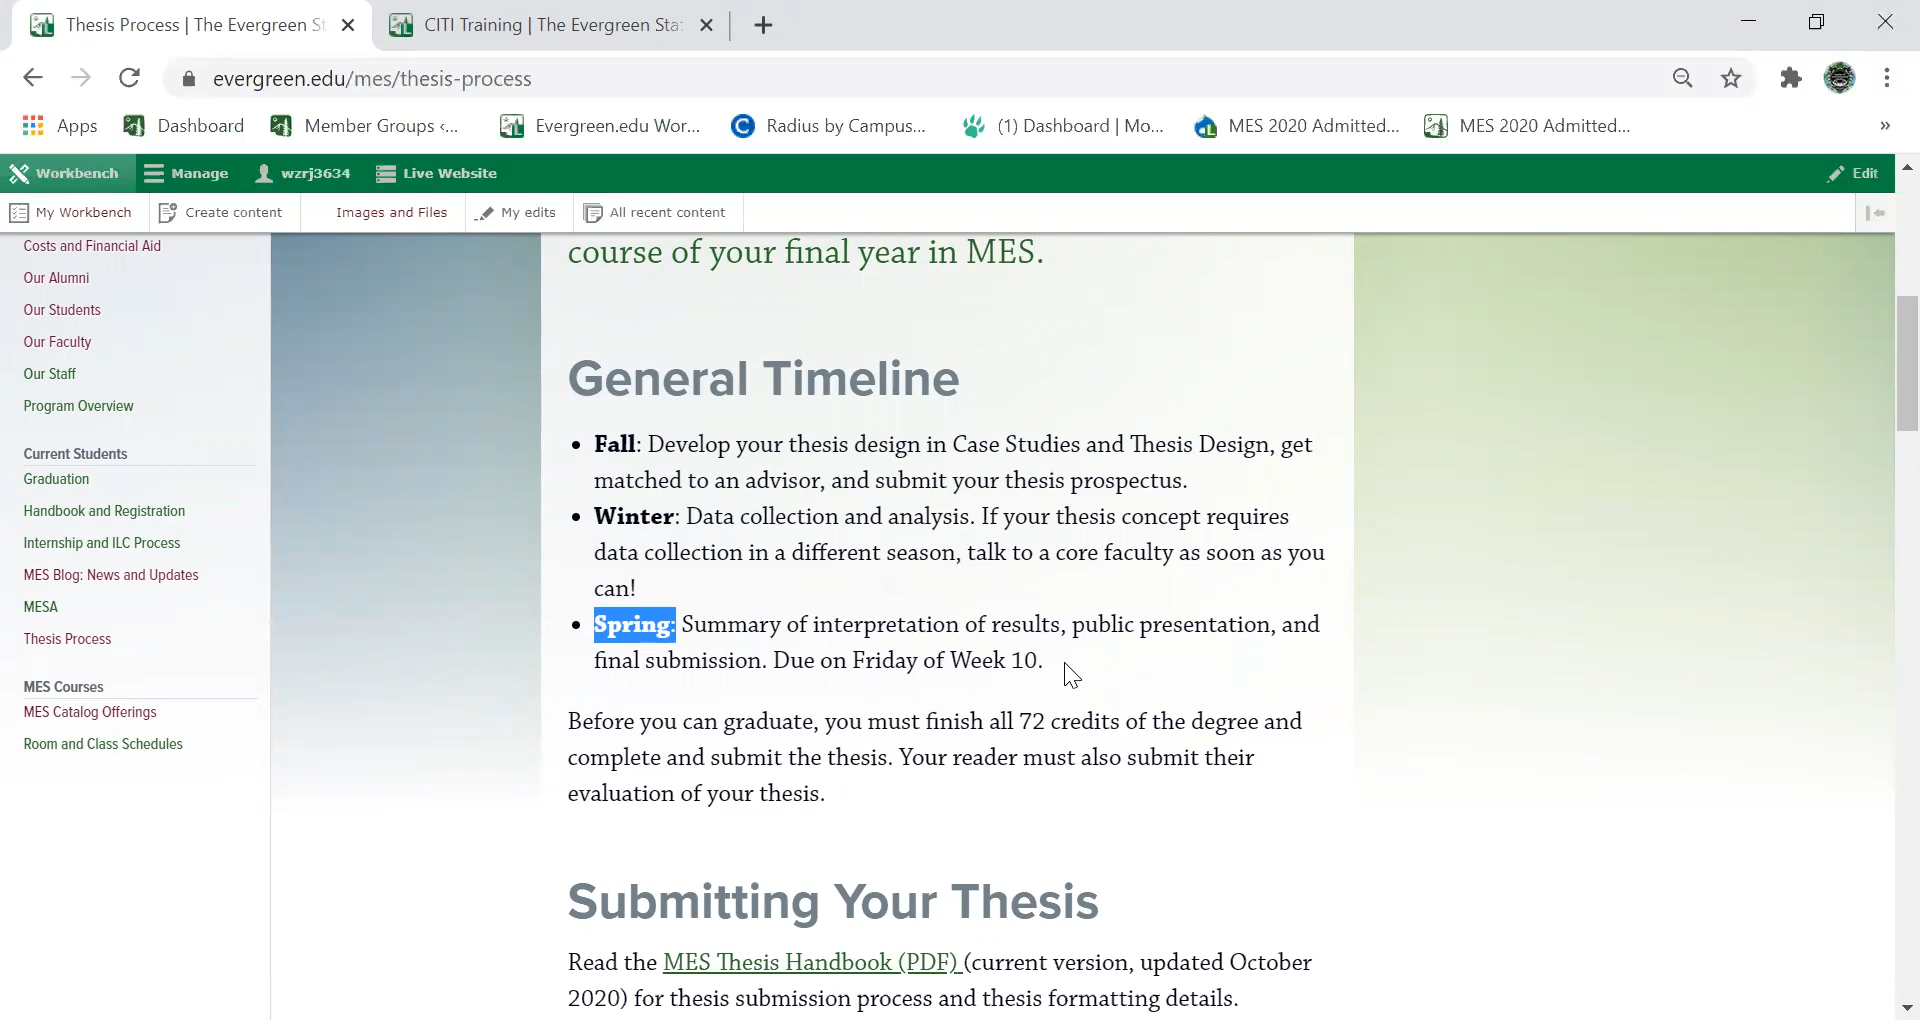 Thesis Process | The Evergreen St
CITI Training | The Evergreen Sta
evergreen.edu/mes/thesis-process
Apps
Dashboard
Member Groups ‹...
Evergreen.edu Wor...
Radius by Campus...
(1) Dashboard | Mo...
MES 2020 Admitted...
MES 2020 Admitted...
»
Workbench
Manage
wzrj3634
Live Website
Edit
My Workbench
Create content
Images and Files
My edits
All recent content
Costs and Financial Aid
Our Alumni
Our Students
Our Faculty
Our Staff
Program Overview
Current Students
Graduation
Handbook and Registration
Internship and ILC Process
MES Blog: News and Updates
MESA
Thesis Process
MES Courses
MES Catalog Offerings
Room and Class Schedules
course of your final year in MES.
General Timeline
• Fall: Develop your thesis design in Case Studies and Thesis Design, get
matched to an advisor, and submit your thesis prospectus.
• Winter: Data collection and analysis. If your thesis concept requires
data collection in a different season, talk to a core faculty as soon as you
can!
• Spring: Summary of interpretation of results, public presentation, and
final submission. Due on Friday of Week 10.
Before you can graduate, you must finish all 72 credits of the degree and
complete and submit the thesis. Your reader must also submit their
evaluation of your thesis.
Submitting Your Thesis
Read the MES Thesis Handbook (PDF) (current version, updated October
2020) for thesis submission process and thesis formatting details.